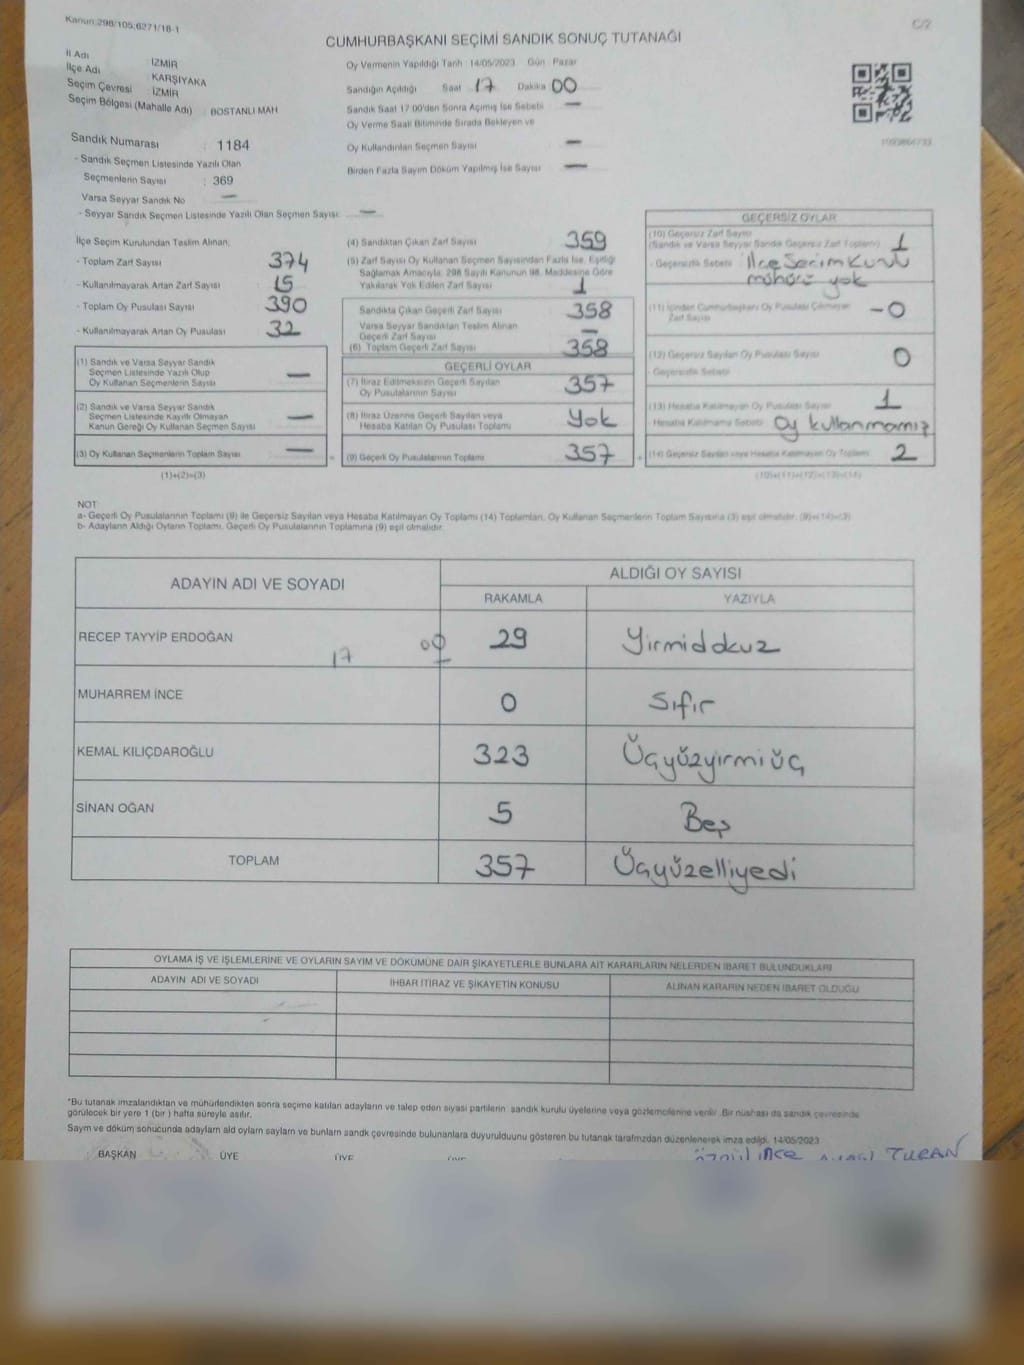 Kanun:298/105;6271/18-1
C/2
CUMHURBAŞKANI SEÇİMİ SANDIK SONUÇ TUTANAĞI
İl Adı : İZMİR
İlçe Adı : KARŞIYAKA
Seçim Çevresi : İZMİR
Seçim Bölgesi (Mahalle Adı) : BOSTANLI MAH
Sandık Numarası : 1184
- Sandık Seçmen Listesinde Yazılı Olan
Seçmenlerin Sayısı : 369
Varsa Seyyar Sandık No —
- Seyyar Sandık Seçmen Listesinde Yazılı Olan Seçmen Sayısı: —
Oy Vermenin Yapıldığı Tarih 14/05/2023 Gün Pazar
Sandığın Açıldığı Saat 17 Dakika 00
Sandık Saat 17.00'den Sonra Açılmış İse Sebebi —
Oy Verme Saati Bitiminde Sırada Bekleyen ve
Oy Kullandırılan Seçmen Sayısı —
Birden Fazla Sayım Döküm Yapılmış İse Sayısı —
İlçe Seçim Kurulundan Teslim Alınan;
- Toplam Zarf Sayısı 374
- Kullanılmayarak Artan Zarf Sayısı 15
- Toplam Oy Pusulası Sayısı 390
- Kullanılmayarak Artan Oy Pusulası 32
(1) Sandık ve Varsa Seyyar Sandık
Seçmen Listesinde Yazılı Olup
Oy Kullanan Seçmenlerin Sayısı —
(2) Sandık ve Varsa Seyyar Sandık
Seçmen Listesinde Kayıtlı Olmayan
Kanun Gereği Oy Kullanan Seçmen Sayısı —
(3) Oy Kullanan Seçmenlerin Toplam Sayısı —
(1)+(2)=(3)
(4) Sandıktan Çıkan Zarf Sayısı 359
(5) Zarf Sayısı Oy Kullanan Seçmen Sayısından Fazla İse, Eşitliği
Sağlamak Amacıyla, 298 Sayılı Kanunun 98. Maddesine Göre
Yakılarak Yok Edilen Zarf Sayısı 1
Sandıkta Çıkan Geçerli Zarf Sayısı 358
Varsa Seyyar Sandıktan Teslim Alınan
Geçerli Zarf Sayısı —
(6) Toplam Geçerli Zarf Sayısı 358
GEÇERLİ OYLAR
(7) İtiraz Edilmeksizin Geçerli Sayılan
Oy Pusulalarının Sayısı 357
(8) İtiraz Üzerine Geçerli Sayılan veya
Hesaba Katılan Oy Pusulası Toplamı Yok
(9) Geçerli Oy Pusulalarının Toplamı 357
GEÇERSİZ OYLAR
(10) Geçersiz Zarf Sayısı
(Sandık ve Varsa Seyyar Sandık Geçersiz Zarf Toplamı) 1
- Geçersizlik Sebebi İlçe Seçim Kurulu
mührü yok
(11) İçinden Cumhurbaşkanı Oy Pusulası Çıkmayan
Zarf Sayısı -0
(12) Geçersiz Sayılan Oy Pusulası Sayısı 0
- Geçersizlik Sebebi
(13) Hesaba Katılmayan Oy Pusulası Sayısı 1
Hesaba Katılmama Sebebi Oy kullanmamış
(14) Geçersiz Sayılan veya Hesaba Katılmayan Oy Toplamı 2
(10)+(11)+(12)+(13)=(14)
NOT
a- Geçerli Oy Pusulalarının Toplamı (9) ile Geçersiz Sayılan veya Hesaba Katılmayan Oy Toplamı (14) Toplamları, Oy Kullanan Seçmenlerin Toplam Sayısına (3) eşit olmalıdır. (9)+(14)=(3)
b- Adayların Aldığı Oyların Toplamı, Geçerli Oy Pusulalarının Toplamına (9) eşit olmalıdır.
ADAYIN ADI VE SOYADI
ALDIĞI OY SAYISI
RAKAMLA YAZIYLA
RECEP TAYYİP ERDOĞAN 29 Yirmidokuz
17 00
MUHARREM İNCE 0 Sıfır
KEMAL KILIÇDAROĞLU 323 Üçyüzyirmiüç
SİNAN OĞAN 5 Beş
TOPLAM 357 Üçyüzelliyedi
OYLAMA İŞ VE İŞLEMLERİNE VE OYLARIN SAYIM VE DÖKÜMÜNE DAİR ŞİKAYETLERLE BUNLARA AİT KARARLARIN NELERDEN İBARET BULUNDUKLARI
ADAYIN ADI VE SOYADI İHBAR İTİRAZ VE ŞİKAYETİN KONUSU ALINAN KARARIN NEDEN İBARET OLDUĞU
*Bu tutanak imzalandıktan ve mühürlendikten sonra seçime katılan adayların ve talep eden siyasi partilerin sandık kurulu üyelerine veya gözlemcilerine verilir. Bir nüshası da sandık çevresinde
görülecek bir yere 1 (bir ) hafta süreyle asılır.
Sayım ve döküm sonucunda adayların ald oyların sayıları ve bunların sandk çevresinde bulunanlara duyurulduunu gösteren bu tutanak tarafımzdan düzenlenerek imza edildi. 14/05/2023
BAŞKAN ÜYE ÜYE TURAN